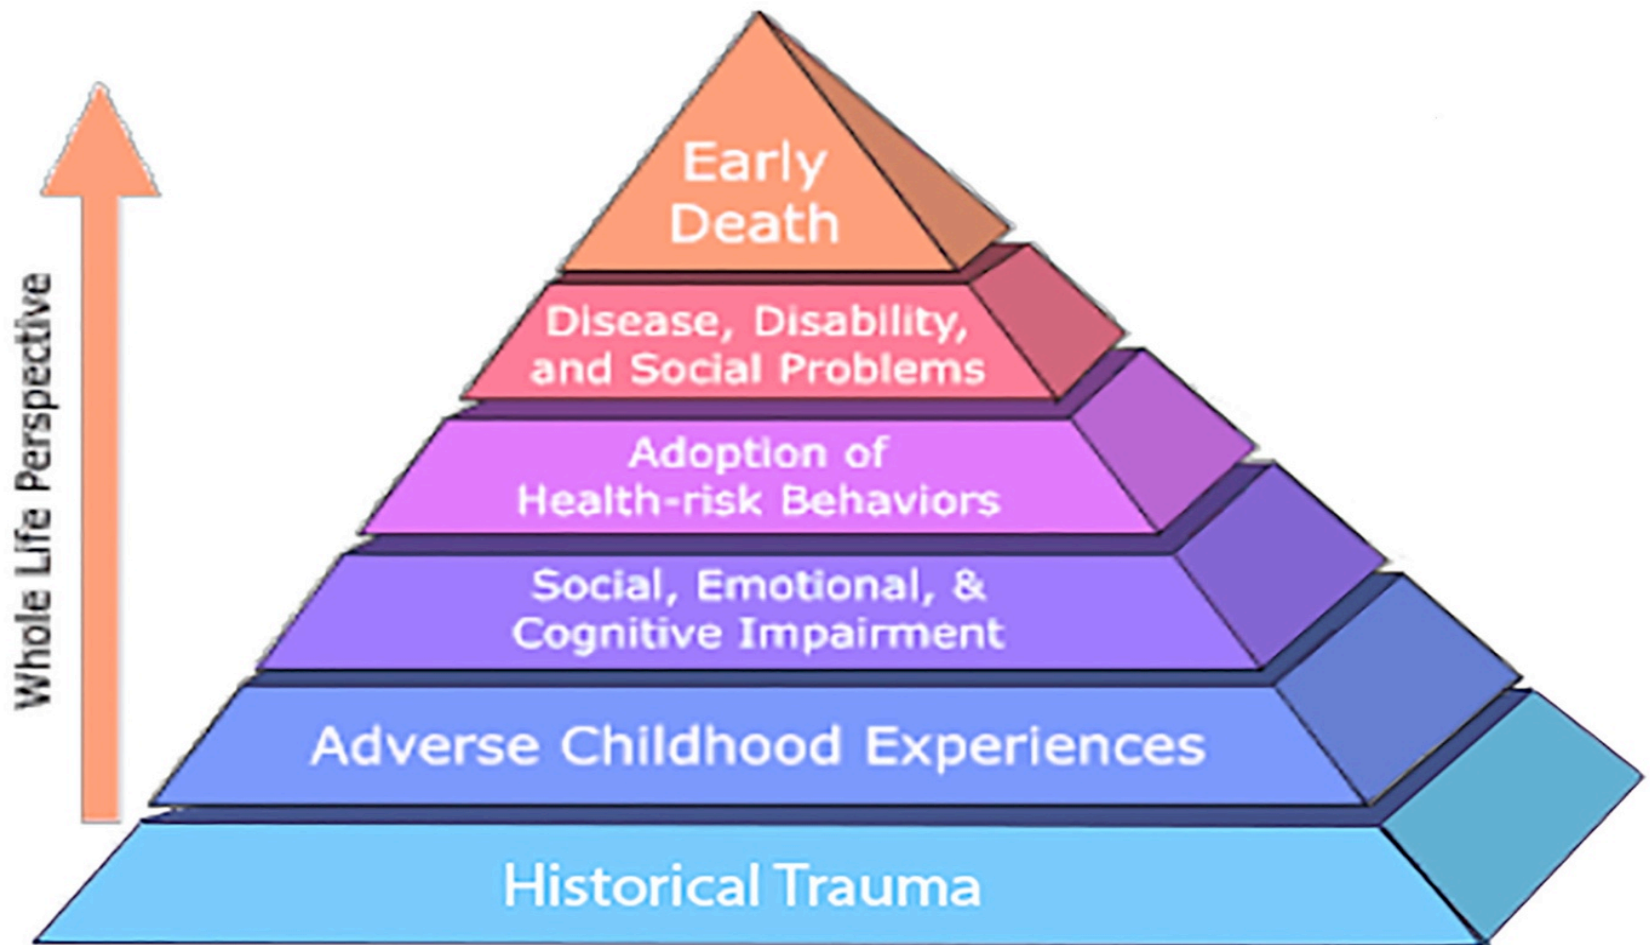 Early
Death
Disease, Disability,
and Social Problems
Adoption of
Health-risk Behaviors
Social, Emotional, &
Cognitive Impairment
Adverse Childhood Experiences
Historical Trauma
Whole Life Perspective